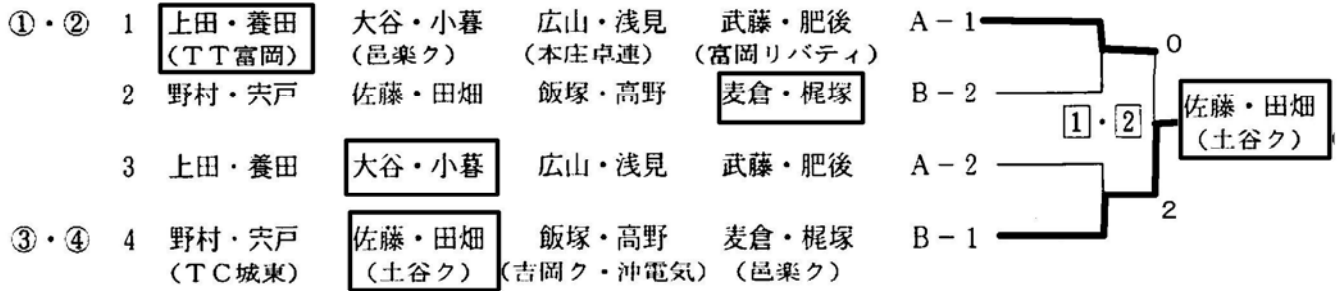 ①・② 1 上田・養田 大谷・小暮 広山・浅見 武藤・肥後 A-1
(TT富岡) (邑楽ク) (本庄卓連) (富岡リバティ) 0
2 野村・宍戸 佐藤・田畑 飯塚・高野 麦倉・梶塚 B-2
1・2 佐藤・田畑
(土谷ク)
3 上田・養田 大谷・小暮 広山・浅見 武藤・肥後 A-2
2
③・④ 4 野村・宍戸 佐藤・田畑 飯塚・高野 麦倉・梶塚 B-1
(TC城東) (土谷ク) (吉岡ク・沖電気) (邑楽ク)